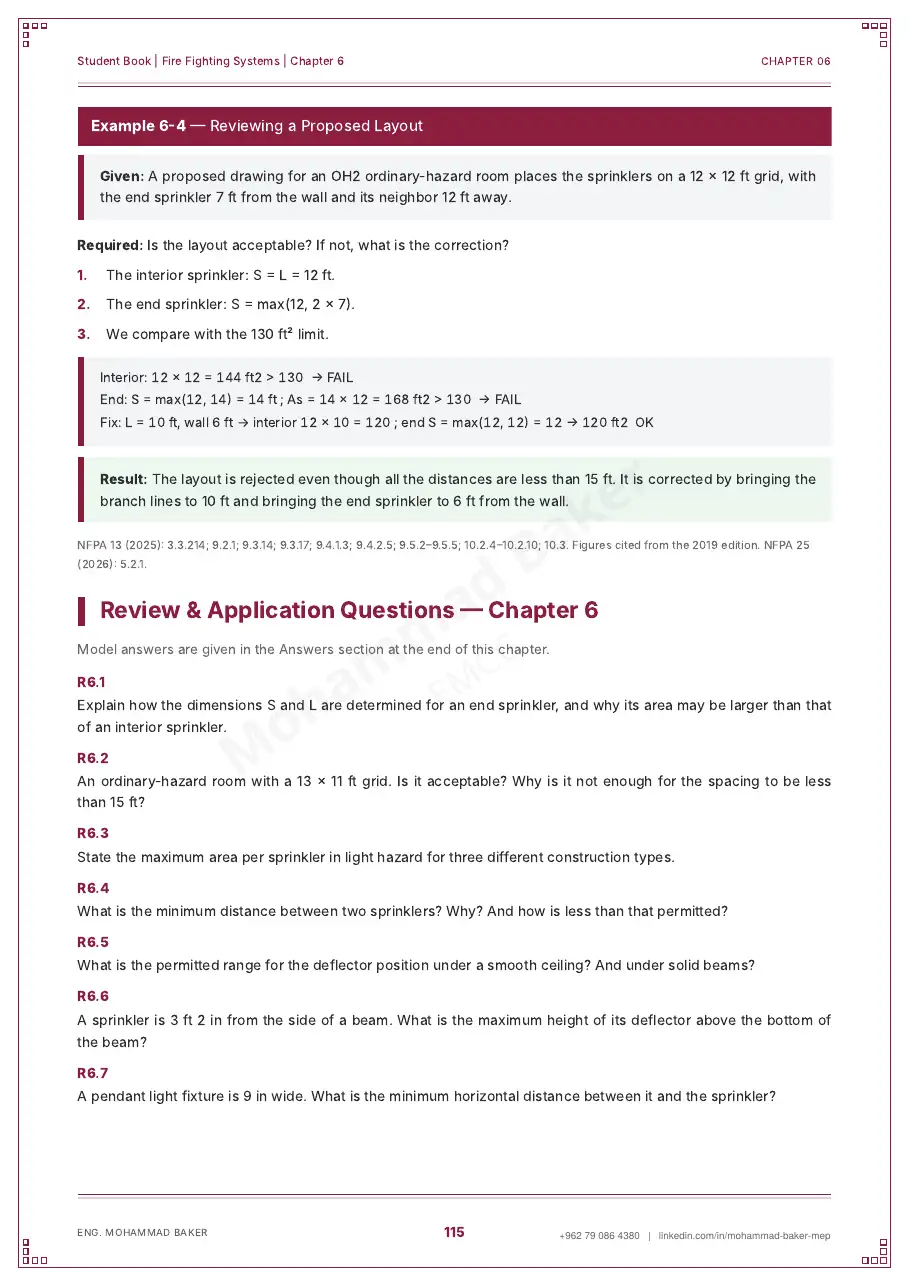 Student Book | Fire Fighting Systems | Chapter 6
CHAPTER 06
Example 6-4 — Reviewing a Proposed Layout
Given: A proposed drawing for an OH2 ordinary-hazard room places the sprinklers on a 12 × 12 ft grid, with
the end sprinkler 7 ft from the wall and its neighbor 12 ft away.
Required: Is the layout acceptable? If not, what is the correction?
1. The interior sprinkler: S = L = 12 ft.
2. The end sprinkler: S = max(12, 2 × 7).
3. We compare with the 130 ft² limit.
Interior: 12 × 12 = 144 ft2 > 130 → FAIL
End: S = max(12, 14) = 14 ft ; As = 14 × 12 = 168 ft2 > 130 → FAIL
Fix: L = 10 ft, wall 6 ft → interior 12 × 10 = 120 ; end S = max(12, 12) = 12 → 120 ft2 OK
Result: The layout is rejected even though all the distances are less than 15 ft. It is corrected by bringing the
branch lines to 10 ft and bringing the end sprinkler to 6 ft from the wall.
NFPA 13 (2025): 3.3.214; 9.2.1; 9.3.14; 9.3.17; 9.4.1.3; 9.4.2.5; 9.5.2–9.5.5; 10.2.4–10.2.10; 10.3. Figures cited from the 2019 edition. NFPA 25
(2026): 5.2.1.
Review & Application Questions — Chapter 6
Model answers are given in the Answers section at the end of this chapter.
R6.1
Explain how the dimensions S and L are determined for an end sprinkler, and why its area may be larger than that
of an interior sprinkler.
R6.2
An ordinary-hazard room with a 13 × 11 ft grid. Is it acceptable? Why is it not enough for the spacing to be less
than 15 ft?
R6.3
State the maximum area per sprinkler in light hazard for three different construction types.
R6.4
What is the minimum distance between two sprinklers? Why? And how is less than that permitted?
R6.5
What is the permitted range for the deflector position under a smooth ceiling? And under solid beams?
R6.6
A sprinkler is 3 ft 2 in from the side of a beam. What is the maximum height of its deflector above the bottom of
the beam?
R6.7
A pendant light fixture is 9 in wide. What is the minimum horizontal distance between it and the sprinkler?
Mohammad Baker
EMCS
ENG. MOHAMMAD BAKER
115
+962 79 086 4380 | linkedin.com/in/mohammad-baker-mep